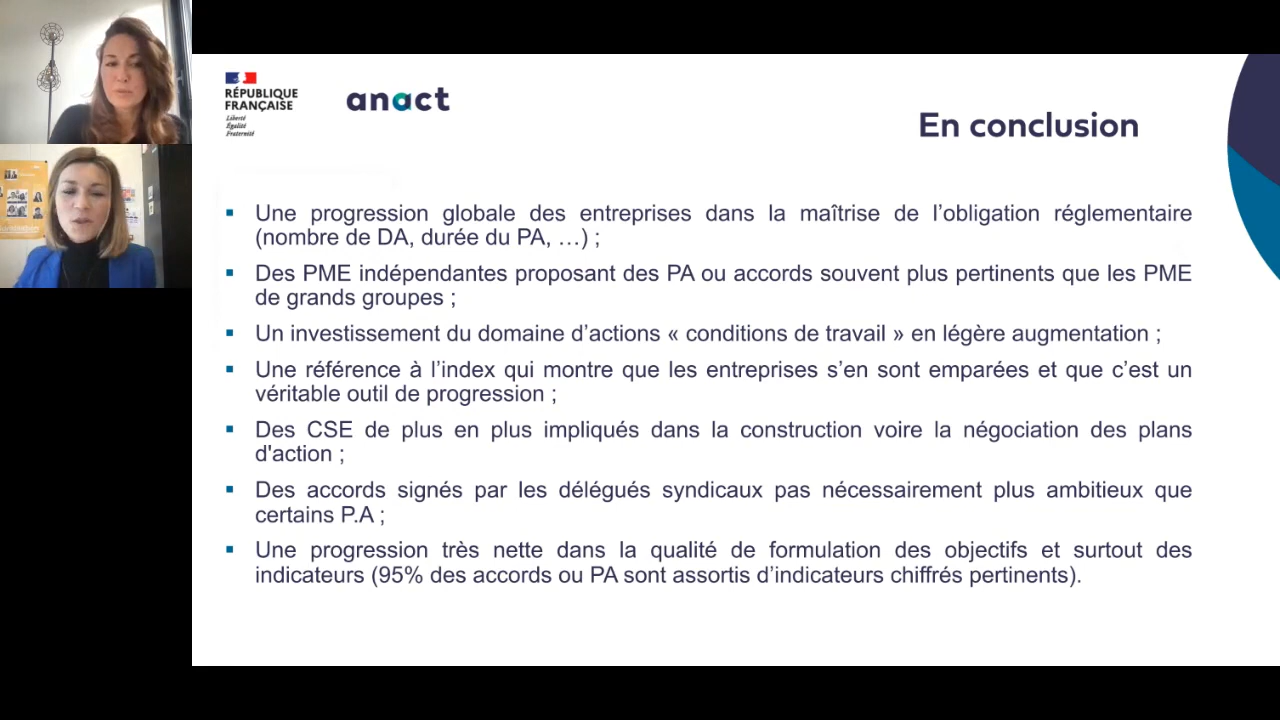 RÉPUBLIQUE
FRANÇAISE
Liberté
Égalité
Fraternité
anact
En conclusion
▪ Une progression globale des entreprises dans la maîtrise de l’obligation réglementaire
(nombre de DA, durée du PA, …) ;
▪ Des PME indépendantes proposant des PA ou accords souvent plus pertinents que les PME
de grands groupes ;
▪ Un investissement du domaine d’actions « conditions de travail » en légère augmentation ;
▪ Une référence à l’index qui montre que les entreprises s’en sont emparées et que c’est un
véritable outil de progression ;
▪ Des CSE de plus en plus impliqués dans la construction voire la négociation des plans
d'action ;
▪ Des accords signés par les délégués syndicaux pas nécessairement plus ambitieux que
certains P.A ;
▪ Une progression très nette dans la qualité de formulation des objectifs et surtout des
indicateurs (95% des accords ou PA sont assortis d’indicateurs chiffrés pertinents).